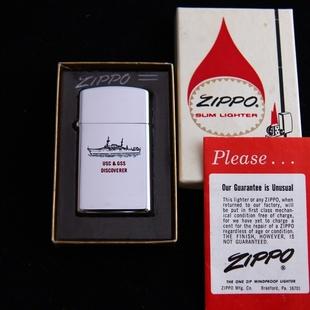 ZIPPO
USC & GSS
DISCOVERER
ZIPPO.
SLIM LIGHTER
Please...
Our Guarantee is Unusual
This lighter or any ZIPPO, when
returned to our factory, will
be put in first class mechan-
ical condition free of charge,
for we have yet to charge a
cent for the repair of a ZIPPO
regardless of age or condition.
THE FINISH, HOWEVER, IS
NOT GUARANTEED.
ZIPPO®
THE ONE ZIP WINDPROOF LIGHTER
ZIPPO Mfg. Co. Bradford, Pa. 16701